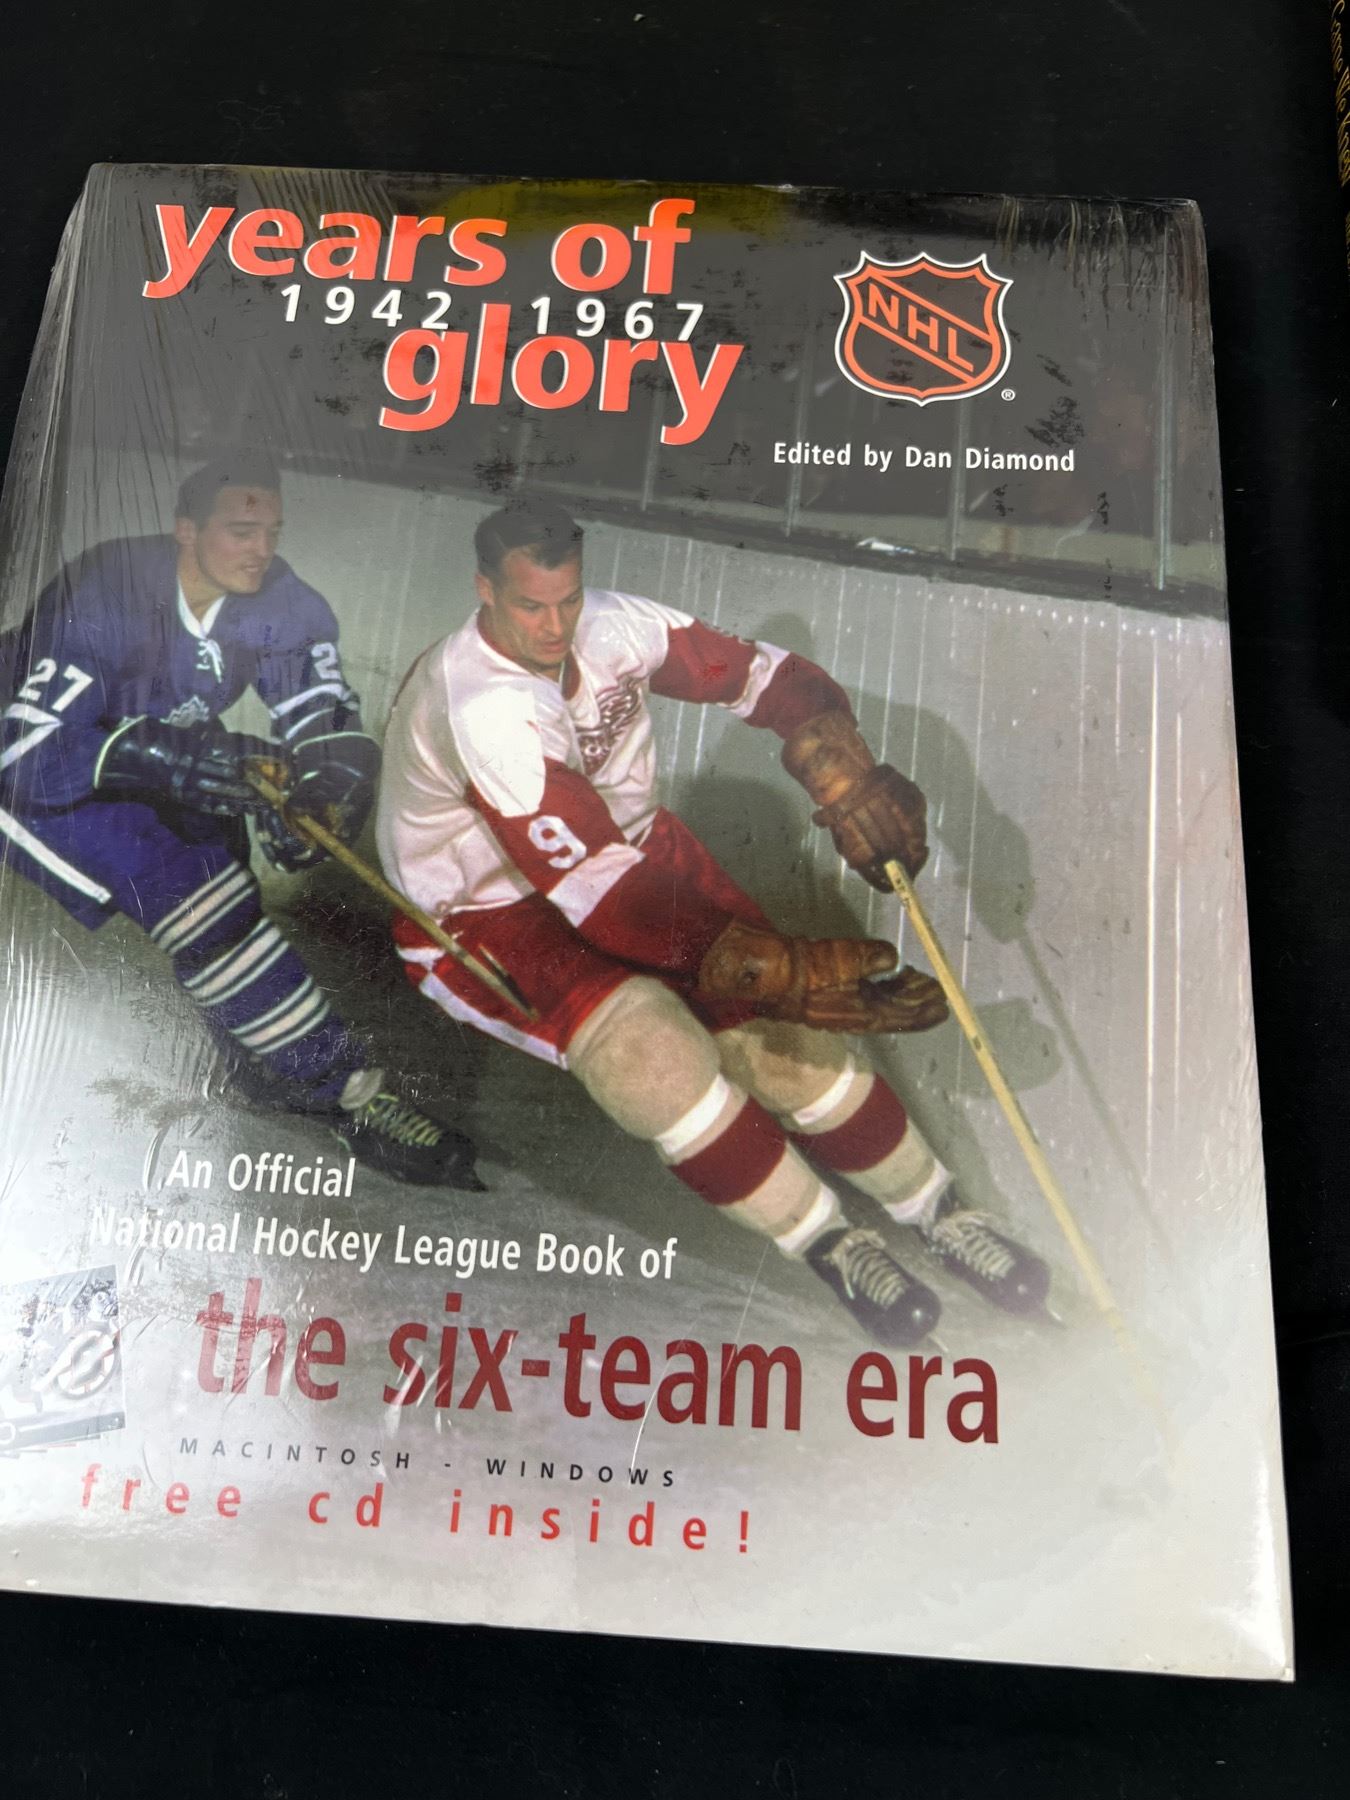 years of
1942 1967
glory
NHL
®
Edited by Dan Diamond
27
2
9
An Official
National Hockey League Book of
the six-team era
MACINTOSH - WINDOWS
free cd inside!